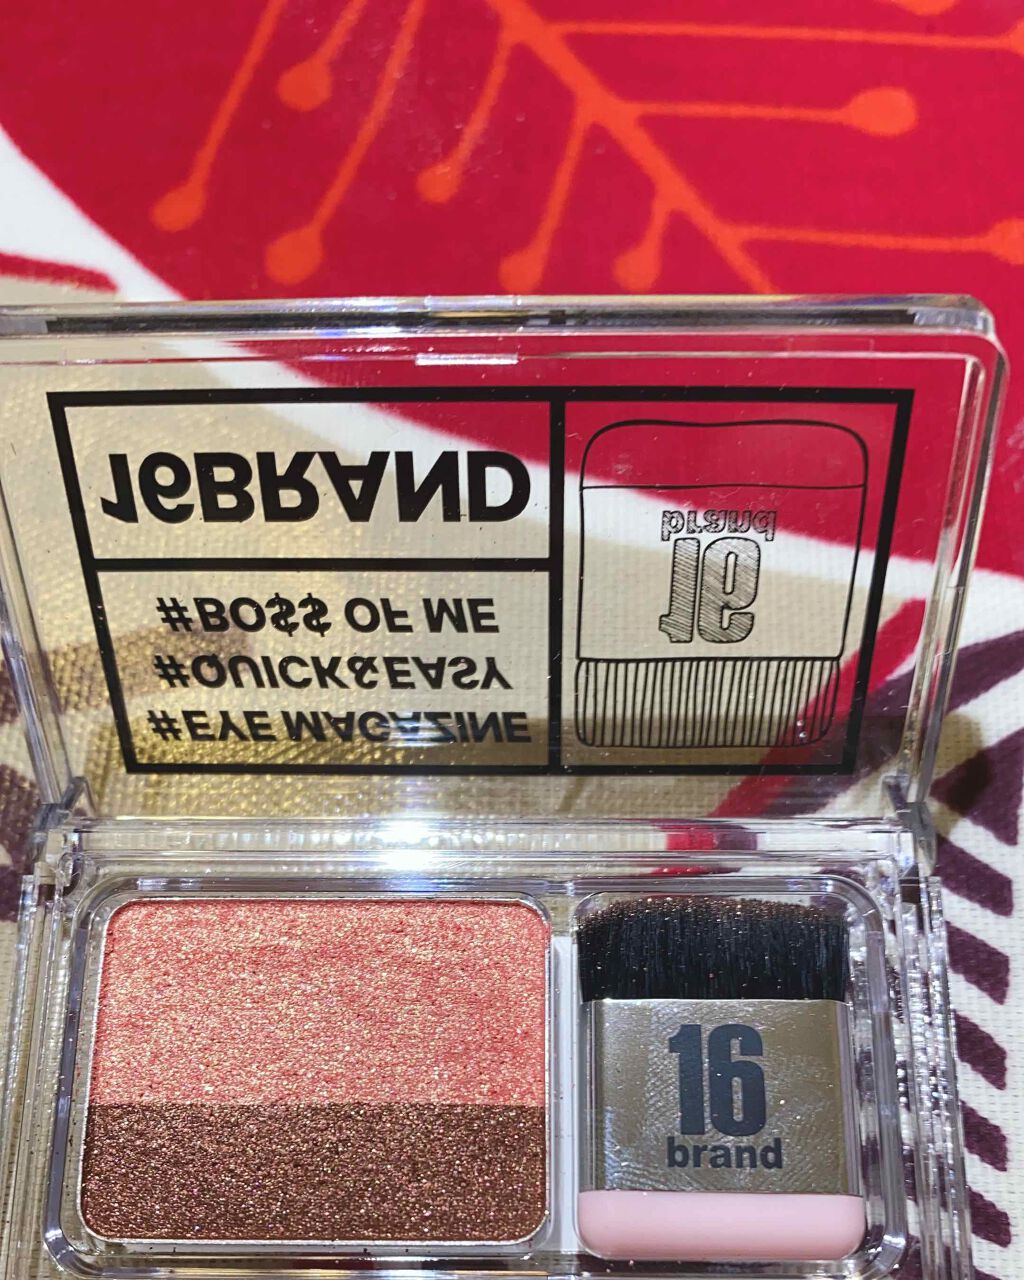 16BRAND
#BO$$ OF ME
#QUICK&EASY
#EYE MAGAZINE
brand
16
16
brand